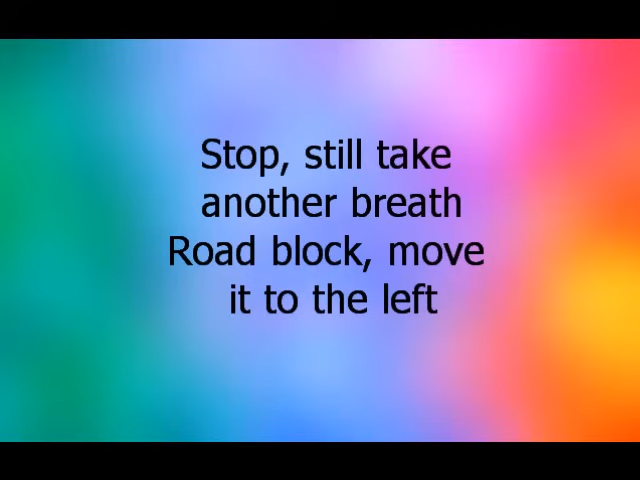 Stop, still take
another breath
Road block, move
it to the left